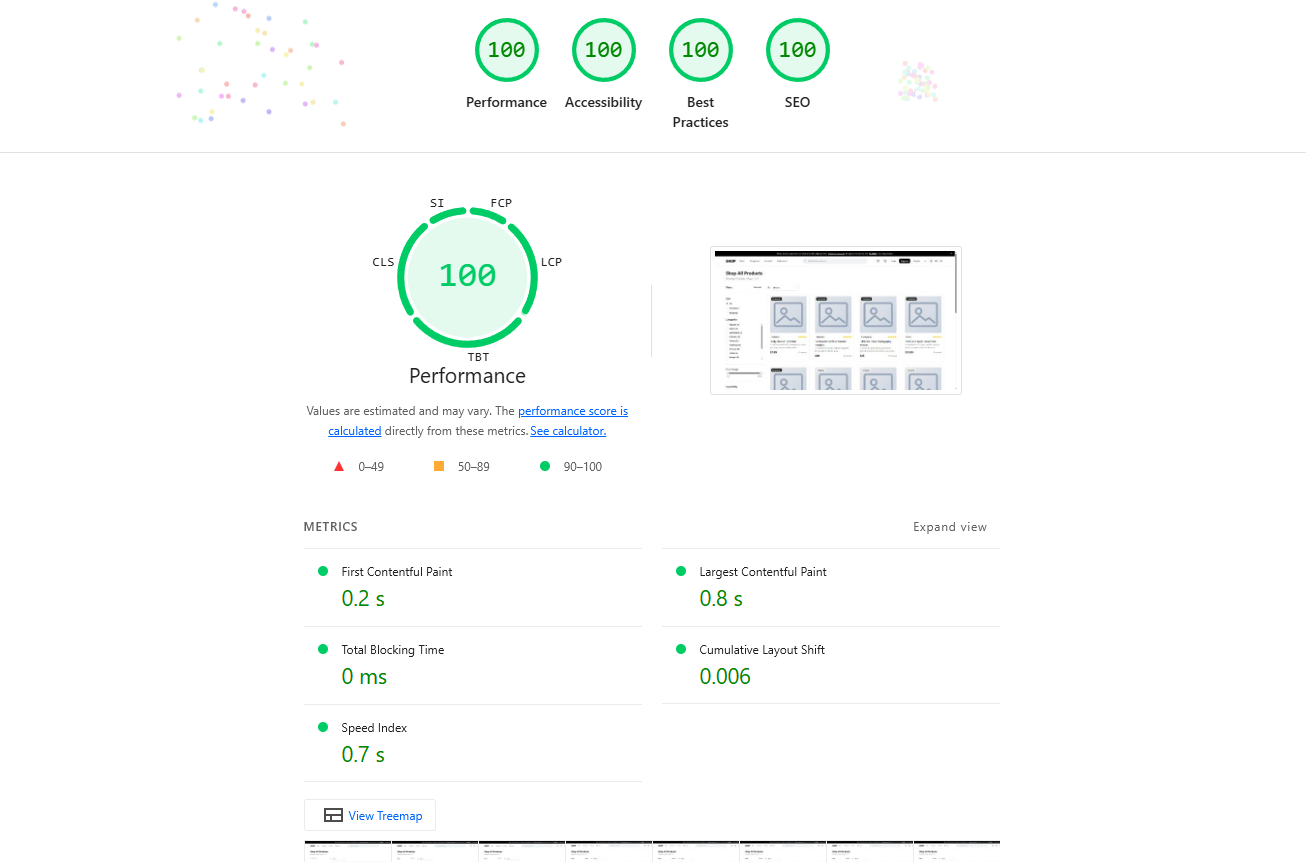 100
100
100
100
Performance
Accessibility
Best
Practices
SEO
SI
FCP
CLS
LCP
100
TBT
Performance
Values are estimated and may vary. The performance score is
calculated directly from these metrics. See calculator.
0–49
50–89
90–100
Shop All Products
METRICS
Expand view
First Contentful Paint
0.2 s
Largest Contentful Paint
0.8 s
Total Blocking Time
0 ms
Cumulative Layout Shift
0.006
Speed Index
0.7 s
View Treemap